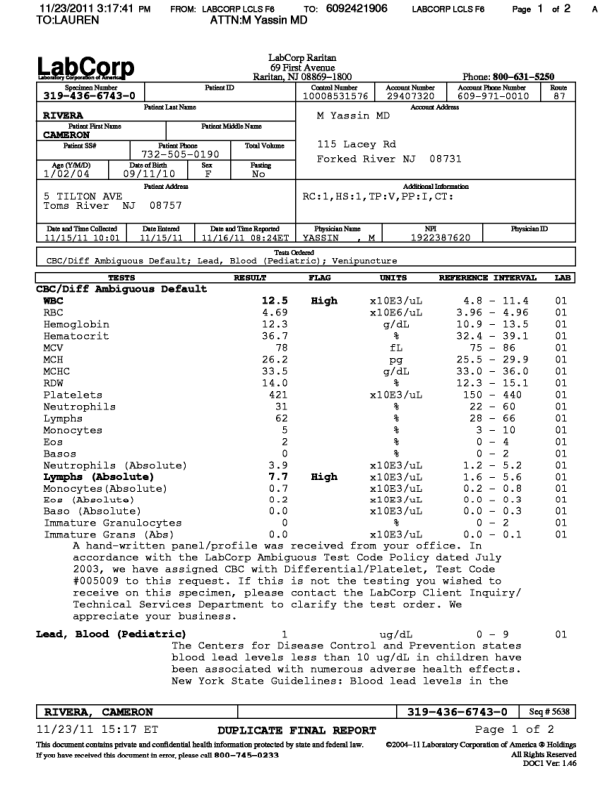 11/23/2011 3:17:41 PM FROM: LABCORP LCLS F6 TO: 6092421906 LABCORP LCLS F6 Page 1 of 2 A
TO:LAUREN ATTN:M Yassin MD
LabCorp
Laboratory Corporation of America
LabCorp Raritan
69 First Avenue
Raritan, NJ 08869-1800 Phone: 800-631-5250
Specimen Number Patient ID Control Number Account Number Account Phone Number Route
319-436-6743-0 10008531576 29407320 609-971-0010 87
Patient Last Name Account Address
RIVERA M Yassin MD
Patient First Name Patient Middle Name
CAMERON
Patient SS# Patient Phone Total Volume 115 Lacey Rd
732-505-0190 Forked River NJ 08731
Age (Y/M/D) Date of Birth Sex Fasting
1/02/04 09/11/10 F No
Patient Address Additional Information
5 TILTON AVE RC:1,HS:1,TP:V,PP:I,CT:
Toms River NJ 08757
Date and Time Collected Date Entered Date and Time Reported Physician Name NPI Physician ID
11/15/11 10:01 11/15/11 11/16/11 08:24ET YASSIN , M 1922387620
Tests Ordered
CBC/Diff Ambiguous Default; Lead, Blood (Pediatric); Venipuncture
TESTS RESULT FLAG UNITS REFERENCE INTERVAL LAB
CBC/Diff Ambiguous Default
WBC 12.5 High x10E3/uL 4.8 - 11.4 01
RBC 4.69 x10E6/uL 3.96 - 4.96 01
Hemoglobin 12.3 g/dL 10.9 - 13.5 01
Hematocrit 36.7 % 32.4 - 39.1 01
MCV 78 fL 75 - 86 01
MCH 26.2 pg 25.5 - 29.9 01
MCHC 33.5 g/dL 33.0 - 36.0 01
RDW 14.0 % 12.3 - 15.1 01
Platelets 421 x10E3/uL 150 - 440 01
Neutrophils 31 % 22 - 60 01
Lymphs 62 % 28 - 66 01
Monocytes 5 % 3 - 10 01
Eos 2 % 0 - 4 01
Basos 0 % 0 - 2 01
Neutrophils (Absolute) 3.9 x10E3/uL 1.2 - 5.2 01
Lymphs (Absolute) 7.7 High x10E3/uL 1.6 - 5.6 01
Monocytes(Absolute) 0.7 x10E3/uL 0.2 - 0.8 01
Eos (Absolute) 0.2 x10E3/uL 0.0 - 0.3 01
Baso (Absolute) 0.0 x10E3/uL 0.0 - 0.3 01
Immature Granulocytes 0 % 0 - 2 01
Immature Grans (Abs) 0.0 x10E3/uL 0.0 - 0.1 01
A hand-written panel/profile was received from your office. In
accordance with the LabCorp Ambiguous Test Code Policy dated July
2003, we have assigned CBC with Differential/Platelet, Test Code
#005009 to this request. If this is not the testing you wished to
receive on this specimen, please contact the LabCorp Client Inquiry/
Technical Services Department to clarify the test order. We
appreciate your business.
Lead, Blood (Pediatric) 1 ug/dL 0 - 9 01
The Centers for Disease Control and Prevention states
blood lead levels less than 10 ug/dL in children have
been associated with numerous adverse health effects.
New York State Guidelines: Blood lead levels in the
RIVERA, CAMERON 319-436-6743-0 Seq # 5638
11/23/11 15:17 ET DUPLICATE FINAL REPORT Page 1 of 2
This document contains private and confidential health information protected by state and federal law. ©2004-11 Laboratory Corporation of America ® Holdings
If you have received this document in error, please call 800-745-0233 All Rights Reserved
DOC1 Ver: 1.46